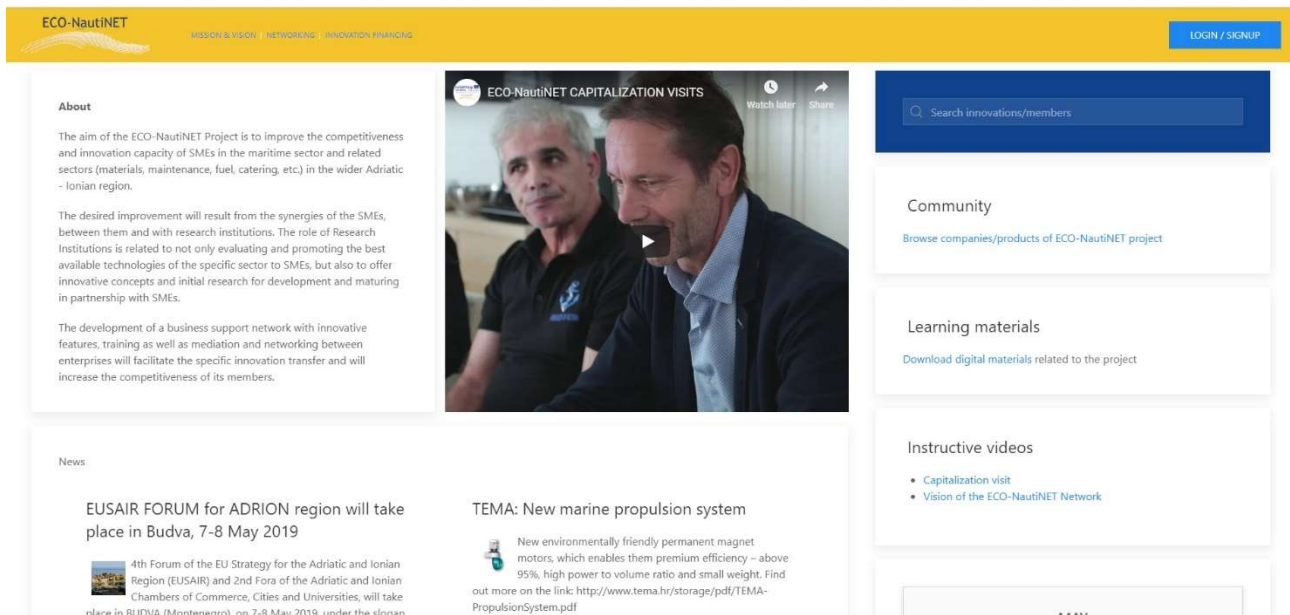 ECO-NautiNET
MISSION & VISION | NETWORKING | INNOVATION FINANCING
LOGIN / SIGNUP
About
The aim of the ECO-NautiNET Project is to improve the competitiveness
and innovation capacity of SMEs in the maritime sector and related
sectors (materials, maintenance, fuel, catering, etc.) in the wider Adriatic
- Ionian region.
The desired improvement will result from the synergies of the SMEs,
between them and with research institutions. The role of Research
Institutions is related to not only evaluating and promoting the best
available technologies of the specific sector to SMEs, but also to offer
innovative concepts and initial research for development and maturing
in partnership with SMEs.
The development of a business support network with innovative
features, training as well as mediation and networking between
enterprises will facilitate the specific innovation transfer and will
increase the competitiveness of its members.
ECO-NautiNET CAPITALIZATION VISITS
Watch later
Share
Search innovations/members
Community
Browse companies/products of ECO-NautiNET project
Learning materials
Download digital materials related to the project
Instructive videos
• Capitalization visit
• Vision of the ECO-NautiNET Network
News
EUSAIR FORUM for ADRION region will take
place in Budva, 7-8 May 2019
4th Forum of the EU Strategy for the Adriatic and Ionian
Region (EUSAIR) and 2nd Fora of the Adriatic and Ionian
Chambers of Commerce, Cities and Universities, will take
place in BUDVA (Montenegro), on 7-8 May 2019, under the slogan
TEMA: New marine propulsion system
New environmentally friendly permanent magnet
motors, which enables them premium efficiency – above
95%, high power to volume ratio and small weight. Find
out more on the link: http://www.tema.hr/storage/pdf/TEMA-
PropulsionSystem.pdf
MAY